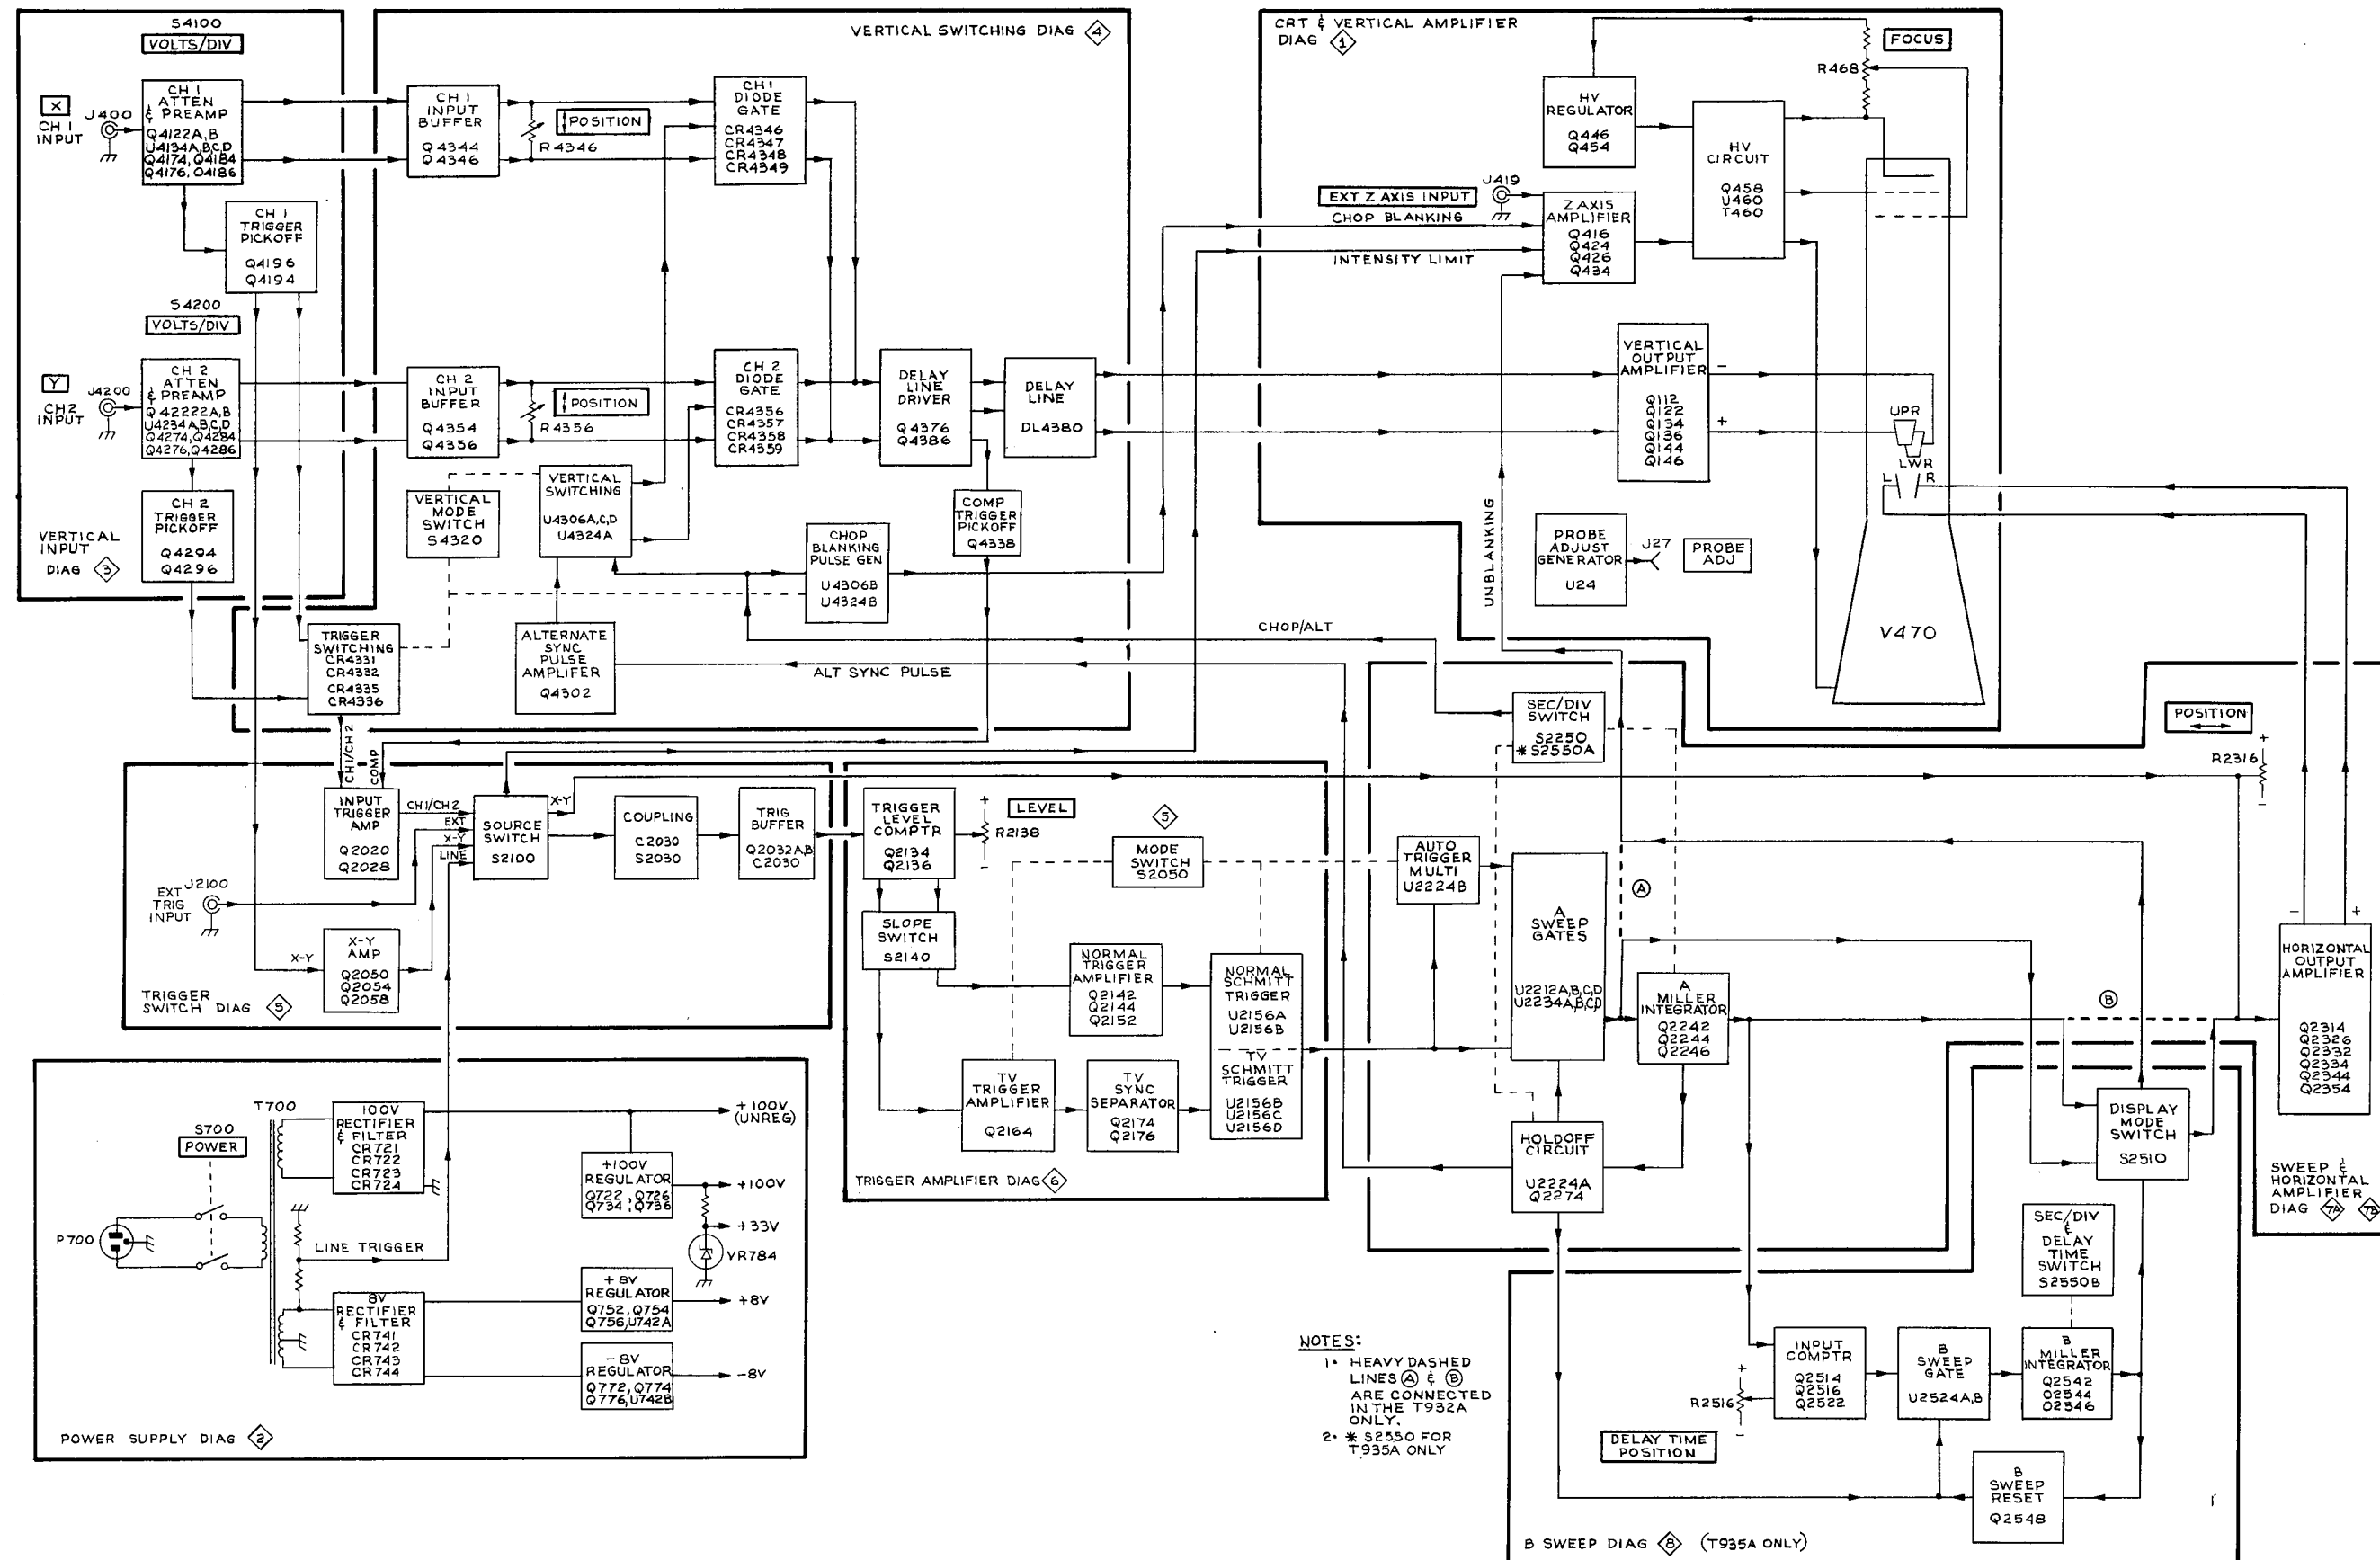 S4100
VOLTS/DIV
X
CH 1
INPUT
J400
CH 1
ATTEN
& PREAMP
Q4122A,B
U4134A,B,C,D
Q4174,Q4184
Q4176,Q4186
CH 1
TRIGGER
PICKOFF
Q4196
Q4194
S4200
VOLTS/DIV
Y
CH2
INPUT
J4200
CH 2
ATTEN
& PREAMP
Q42222A,B
U4234A,B,C,D
Q4274,Q4284
Q4276,Q4286
CH 2
TRIGGER
PICKOFF
Q4294
Q4296
VERTICAL
INPUT
DIAG 3
VERTICAL SWITCHING DIAG 4
CH 1
INPUT
BUFFER
Q4344
Q4346
POSITION
R4346
CH 1
DIODE
GATE
CR4346
CR4347
CR4348
CR4349
CH 2
INPUT
BUFFER
Q4354
Q4356
POSITION
R4356
CH 2
DIODE
GATE
CR4356
CR4357
CR4358
CR4359
DELAY
LINE
DRIVER
Q4376
Q4386
DELAY
LINE
DL4380
VERTICAL
MODE
SWITCH
S4320
VERTICAL
SWITCHING
U4306A,C,D
U4324A
CHOP
BLANKING
PULSE GEN
U4306B
U4324B
COMP
TRIGGER
PICKOFF
Q4338
TRIGGER
SWITCHING
CR4331
CR4332
CR4335
CR4336
ALTERNATE
SYNC
PULSE
AMPLIFER
Q4302
CHOP/ALT
ALT SYNC PULSE
CRT & VERTICAL AMPLIFIER
DIAG 1
FOCUS
R468
HV
REGULATOR
Q446
Q454
HV
CIRCUIT
Q458
U460
T460
J419
EXT Z AXIS INPUT
CHOP BLANKING
INTENSITY LIMIT
Z AXIS
AMPLIFIER
Q416
Q424
Q426
Q434
VERTICAL
OUTPUT
AMPLIFIER
Q112
Q122
Q134
Q136
Q144
Q146
-
+
UPR
LWR
L
R
UNBLANKING
PROBE
ADJUST
GENERATOR
U24
J27
PROBE
ADJ
V470
CH1/CH2
COMP
INPUT
TRIGGER
AMP
Q2020
Q2028
CH1/CH2
EXT
X-Y
LINE
SOURCE
SWITCH
S2100
X-Y
COUPLING
C2030
S2030
TRIG
BUFFER
Q2032A,B
C2030
EXT
TRIG
INPUT
J2100
X-Y
X-Y
AMP
Q2050
Q2054
Q2058
TRIGGER
SWITCH DIAG 5
TRIGGER
LEVEL
COMPTR
Q2134
Q2136
+
LEVEL
R2138
-
SLOPE
SWITCH
S2140
5
MODE
SWITCH
S2050
NORMAL
TRIGGER
AMPLIFIER
Q2142
Q2144
Q2152
NORMAL
SCHMITT
TRIGGER
U2156A
U2156B
TV
SCHMITT
TRIGGER
U2156B
U2156C
U2156D
TV
TRIGGER
AMPLIFIER
Q2164
TV
SYNC
SEPARATOR
Q2174
Q2176
TRIGGER AMPLIFIER DIAG 6
SEC/DIV
SWITCH
S2250
*S2550A
AUTO
TRIGGER
MULTI
U2224B
A
SWEEP
GATES
U2212A,B,C,D
U2234A,B,C,D
A
A
MILLER
INTEGRATOR
Q2242
Q2244
Q2246
HOLDOFF
CIRCUIT
U2224A
Q2274
POSITION
+
R2316
-
B
-
+
HORIZONTAL
OUTPUT
AMPLIFIER
Q2314
Q2326
Q2332
Q2334
Q2344
Q2354
DISPLAY
MODE
SWITCH
S2510
SWEEP &
HORIZONTAL
AMPLIFIER
DIAG 7A 7B
SEC/DIV
&
DELAY
TIME
SWITCH
S2550B
INPUT
COMPTR
Q2514
Q2516
Q2522
B
SWEEP
GATE
U2524A,B
B
MILLER
INTEGRATOR
Q2542
Q2544
Q2346
+
R2516
-
DELAY TIME
POSITION
B
SWEEP
RESET
Q2548
B SWEEP DIAG 8 (T935A ONLY)
NOTES:
1. HEAVY DASHED
LINES A & B
ARE CONNECTED
IN THE T932A
ONLY.
2. * S2550 FOR
T935A ONLY
P700
S700
POWER
T700
100V
RECTIFIER
& FILTER
CR721
CR722
CR723
CR724
+100V
(UNREG)
+100V
REGULATOR
Q722, Q726
Q734, Q736
+100V
+33V
VR784
LINE TRIGGER
8V
RECTIFIER
& FILTER
CR741
CR742
CR743
CR744
+8V
REGULATOR
Q752,Q754
Q756,U742A
+8V
-8V
REGULATOR
Q772,Q774
Q776,U742B
-8V
POWER SUPPLY DIAG 2